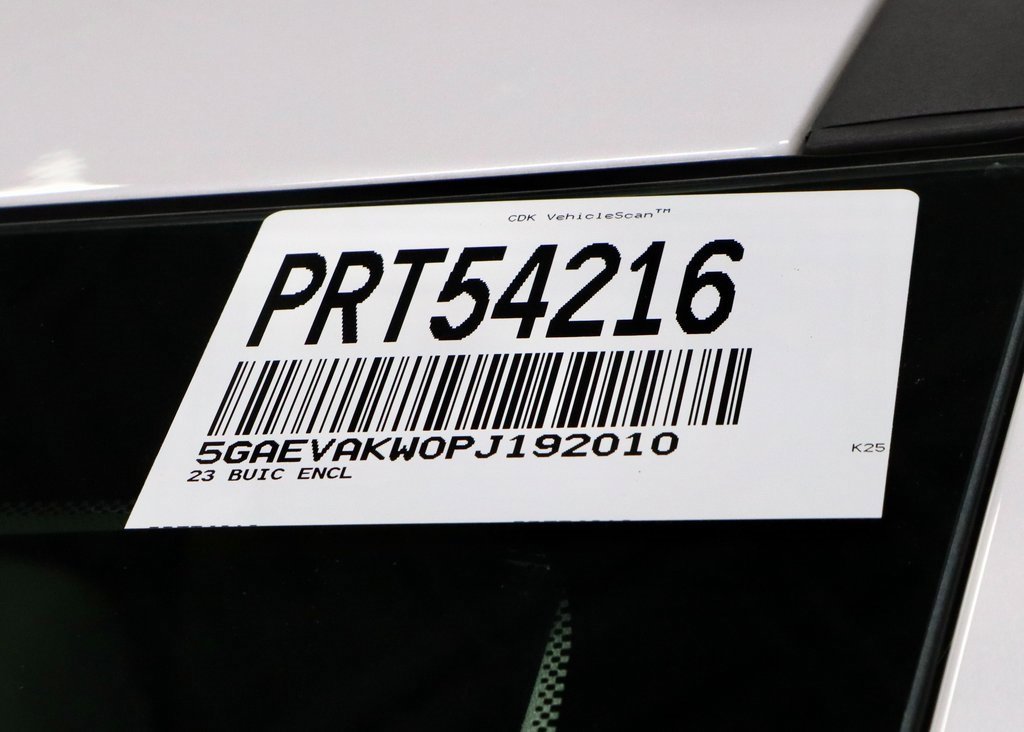 CDK VehicleScan™
PRT54216
5GAEVAKW0PJ192010
K25
23 BUIC ENCL